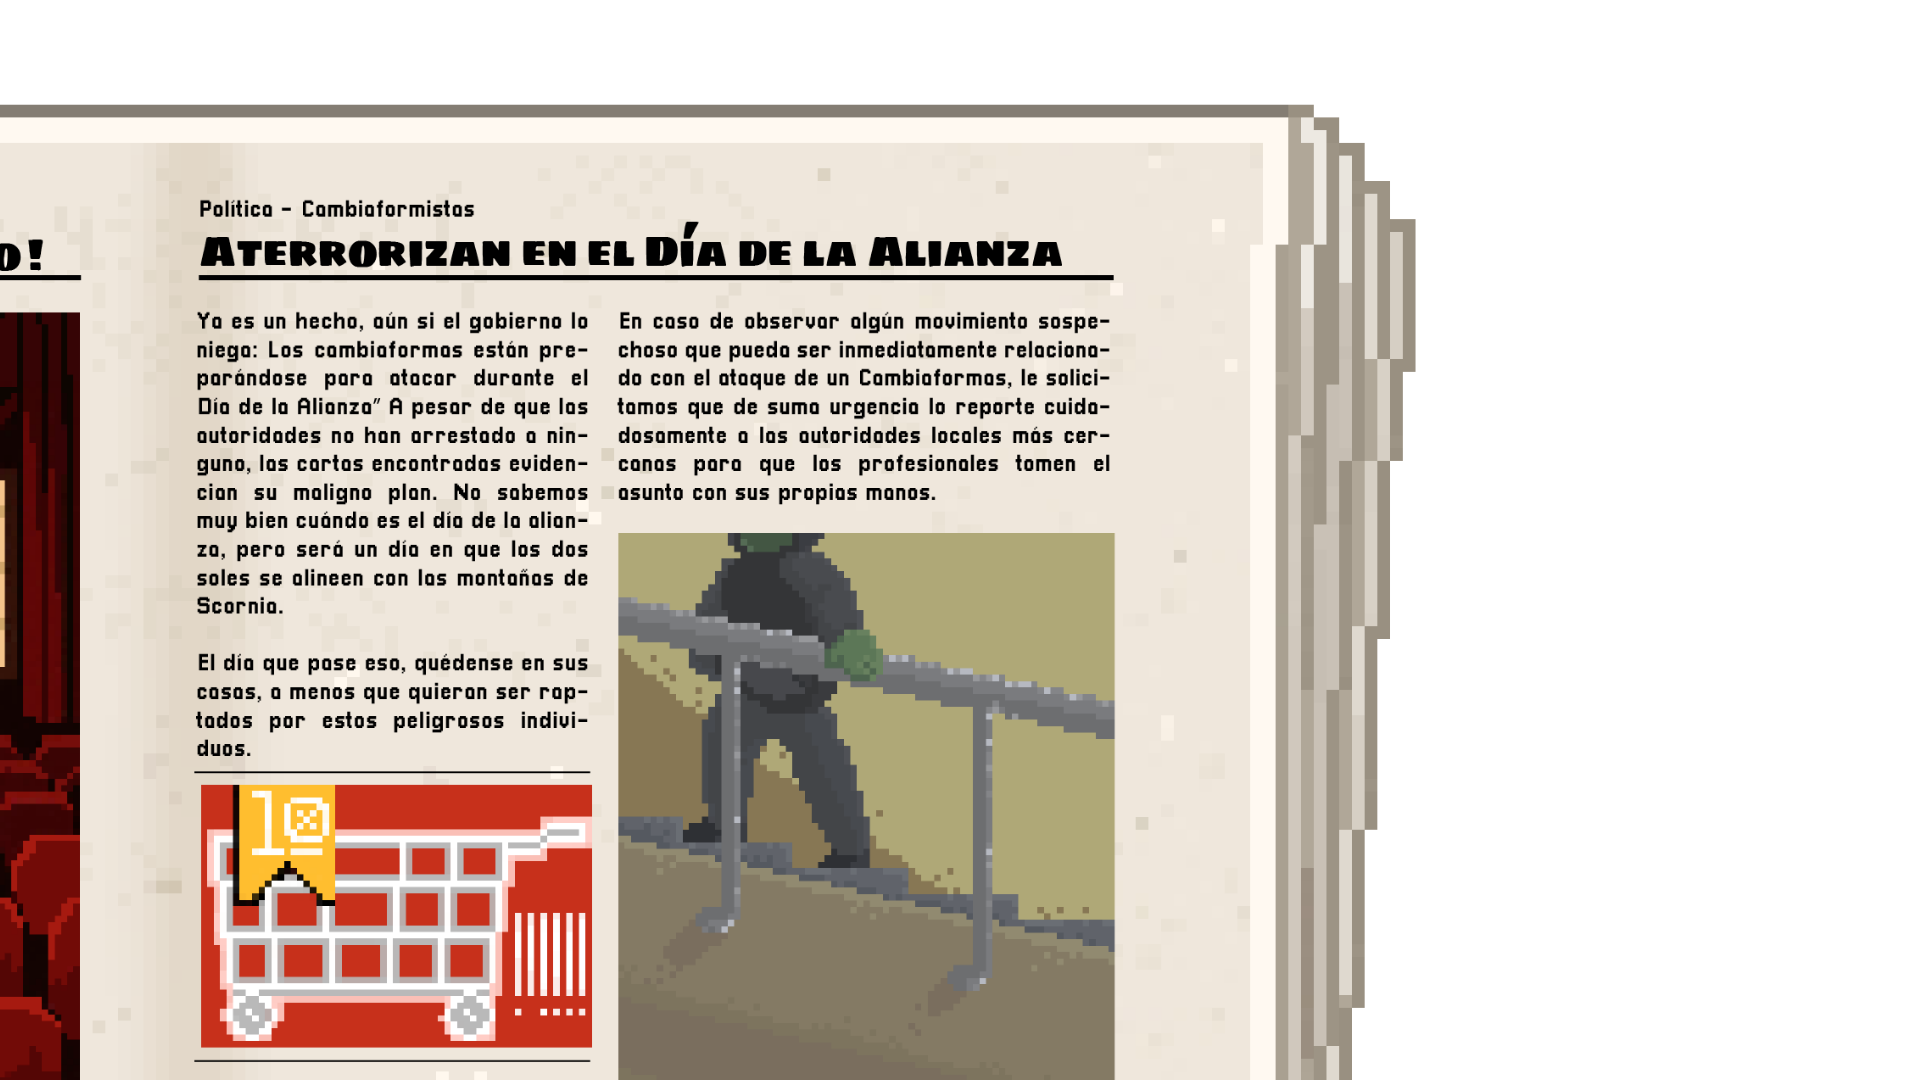 O!
Política - Cambiaformistas
Aterrorizan en el Día de la Alianza
Ya es un hecho, aún si el gobierno lo
niega: Los cambiaformas están pre-
parándose para atacar durante el
Día de la Alianza" A pesar de que las
autoridades no han arrestado a nin-
guno, las cartas encontradas eviden-
cian su maligno plan. No sabemos
muy bien cuándo es el día de la alian-
za, pero será un día en que los dos
soles se alineen con las montañas de
Scornia.
El día que pase eso, quédense en sus
casas, a menos que quieran ser rap-
tados por estos peligrosos indivi-
duos.
1
En caso de observar algún movimiento sospe-
choso que pueda ser inmediatamente relaciona-
do con el ataque de un Cambiaformas, le solici-
tamos que de suma urgencia lo reporte cuida-
dosamente a las autoridades locales más cer-
canas para que los profesionales tomen el
asunto con sus propias manos.